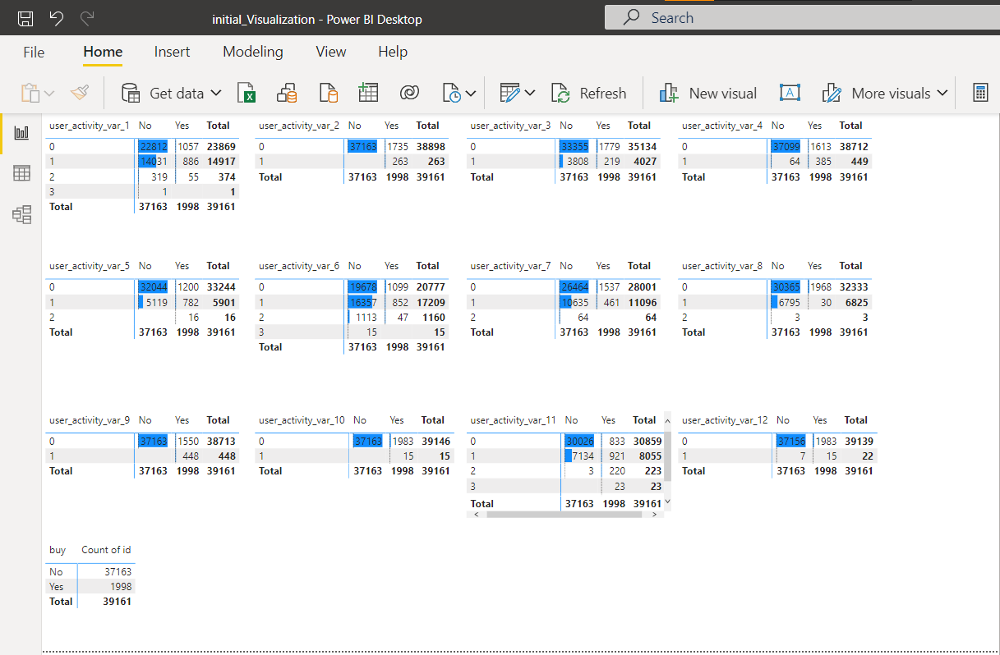 initial_Visualization - Power BI Desktop
Search
File Home Insert Modeling View Help
Get data Refresh New visual More visuals
user_activity_var_1 No Yes Total
0 22812 1057 23869
1 14031 886 14917
2 319 55 374
3 1 1
Total 37163 1998 39161
user_activity_var_2 No Yes Total
0 37163 1735 38898
1 263 263
Total 37163 1998 39161
user_activity_var_3 No Yes Total
0 33355 1779 35134
1 3808 219 4027
Total 37163 1998 39161
user_activity_var_4 No Yes Total
0 37099 1613 38712
1 64 385 449
Total 37163 1998 39161
user_activity_var_5 No Yes Total
0 32044 1200 33244
1 5119 782 5901
2 16 16
Total 37163 1998 39161
user_activity_var_6 No Yes Total
0 19678 1099 20777
1 16357 852 17209
2 1113 47 1160
3 15 15
Total 37163 1998 39161
user_activity_var_7 No Yes Total
0 26464 1537 28001
1 10635 461 11096
2 64 64
Total 37163 1998 39161
user_activity_var_8 No Yes Total
0 30365 1968 32333
1 6795 30 6825
2 3 3
Total 37163 1998 39161
user_activity_var_9 No Yes Total
0 37163 1550 38713
1 448 448
Total 37163 1998 39161
user_activity_var_10 No Yes Total
0 37163 1983 39146
1 15 15
Total 37163 1998 39161
user_activity_var_11 No Yes Total
0 30026 833 30859
1 7134 921 8055
2 3 220 223
3 23 23
Total 37163 1998 39161
user_activity_var_12 No Yes Total
0 37156 1983 39139
1 7 15 22
Total 37163 1998 39161
buy Count of id
No 37163
Yes 1998
Total 39161